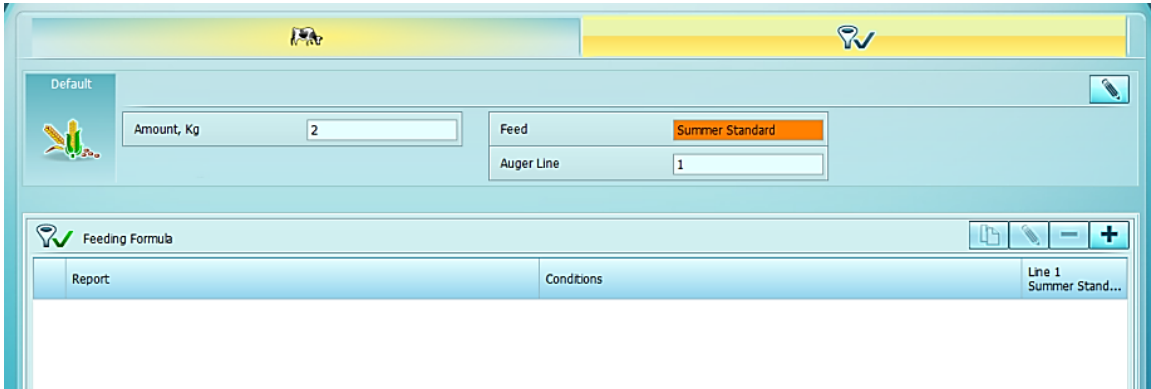 Default
Amount, Kg 2
Feed Summer Standard
Auger Line 1
Feeding Formula
Report Conditions Line 1
Summer Stand...